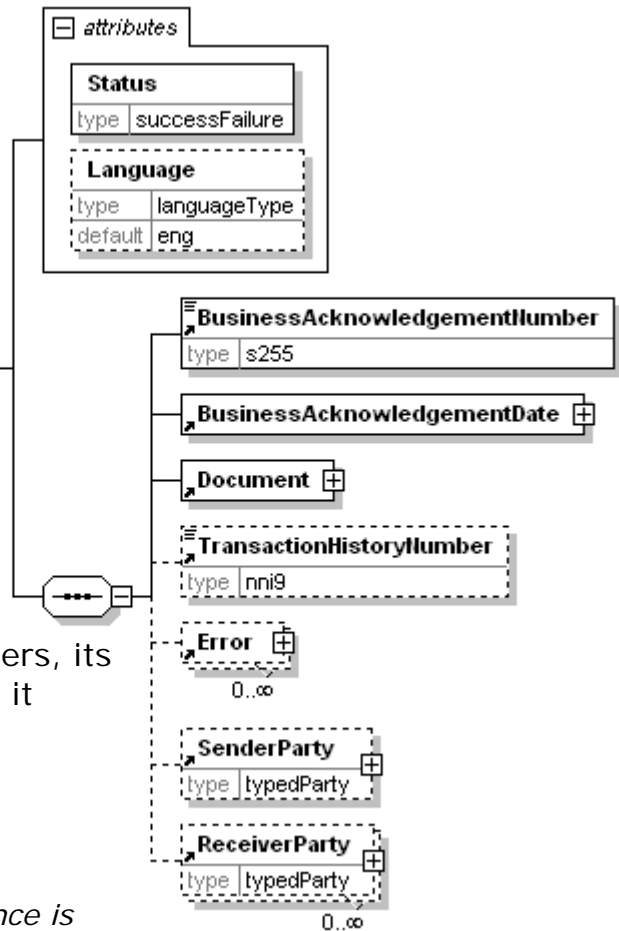 attributes
Status
type successFailure
Language
type languageType
default eng
BusinessAcknowledgementNumber
type s255
BusinessAcknowledgementDate
Document
TransactionHistoryNumber
type nni9
ers, its
it
Error
0..∞
SenderParty
type typedParty
ReceiverParty
type typedParty
nce is
0..∞